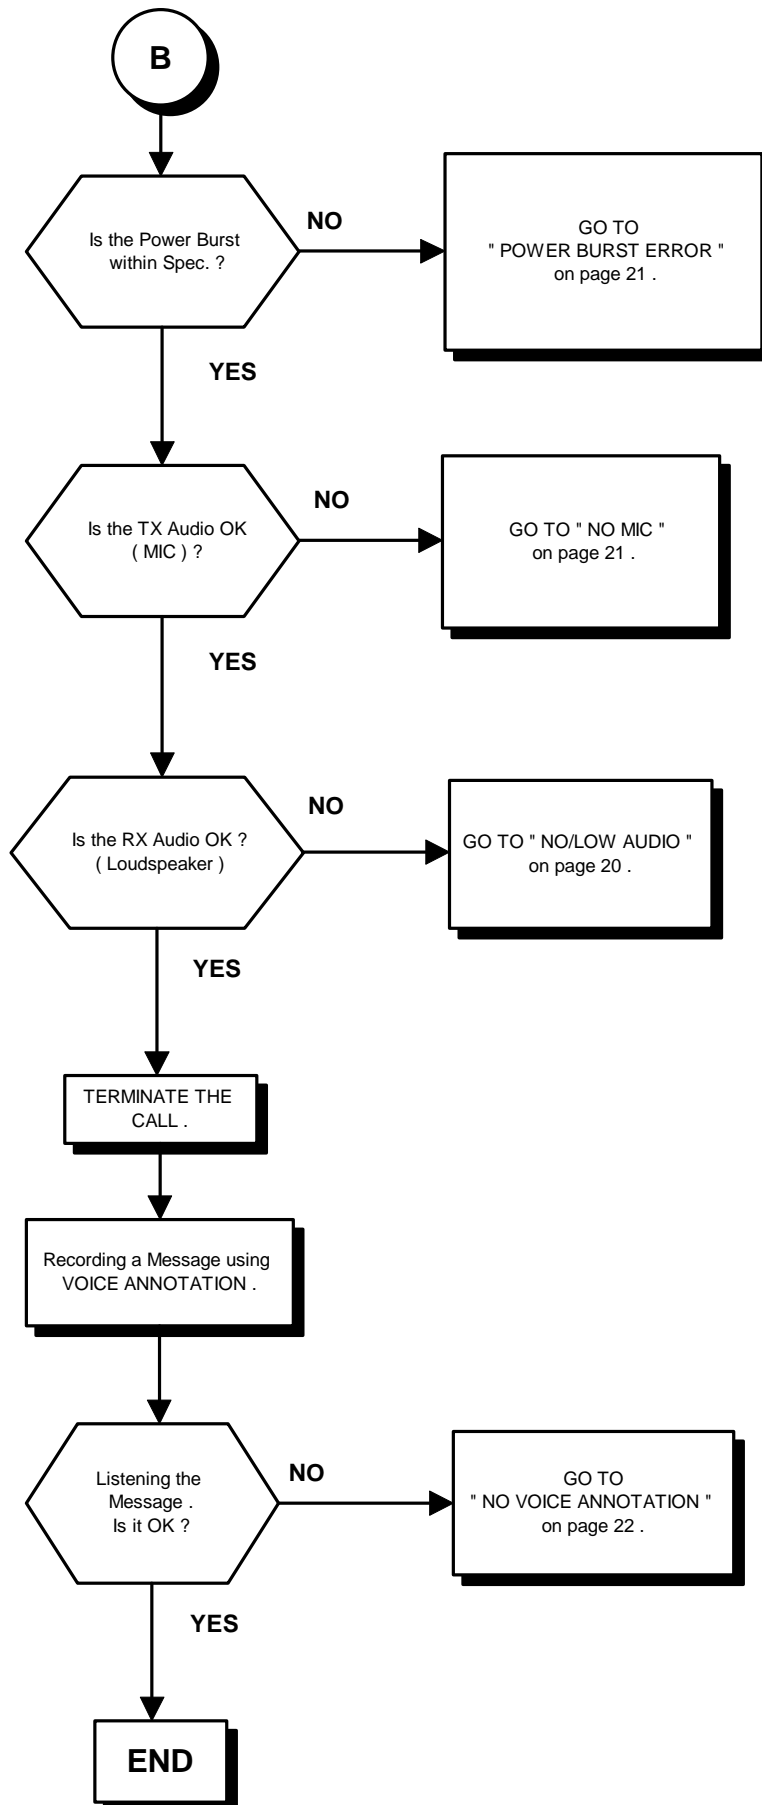 B
Is the Power Burst
within Spec. ?
NO
GO TO
" POWER BURST ERROR "
on page 21 .
YES
Is the TX Audio OK
( MIC ) ?
NO
GO TO " NO MIC "
on page 21 .
YES
Is the RX Audio OK ?
( Loudspeaker )
NO
GO TO " NO/LOW AUDIO "
on page 20 .
YES
TERMINATE THE
CALL .
Recording a Message using
VOICE ANNOTATION .
Listening the
Message .
Is it OK ?
NO
GO TO
" NO VOICE ANNOTATION "
on page 22 .
YES
END